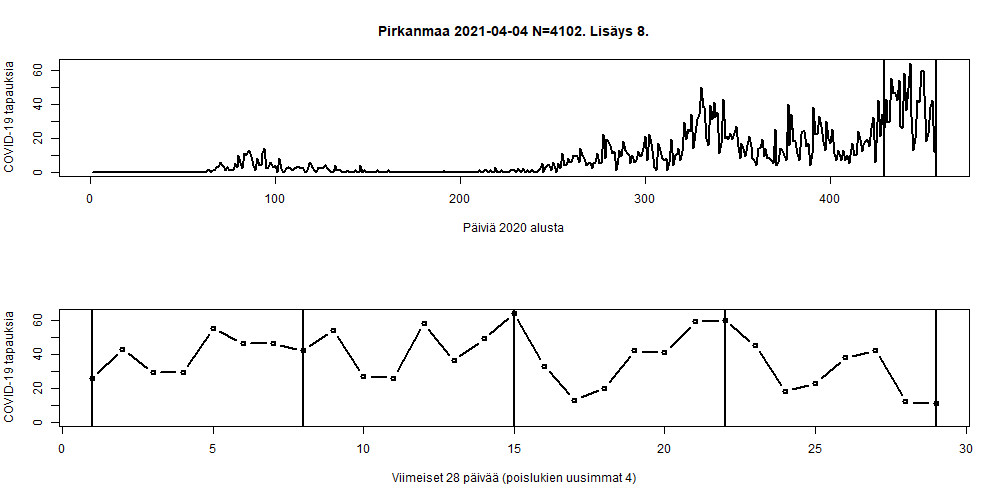 Pirkanmaa 2021-04-04 N=4102. Lisäys 8.
COVID-19 tapauksia
60
40
20
0
0 100 200 300 400
Päiviä 2020 alusta
COVID-19 tapauksia
60
40
20
0
0 5 10 15 20 25 30
Viimeiset 28 päivää (poislukien uusimmat 4)